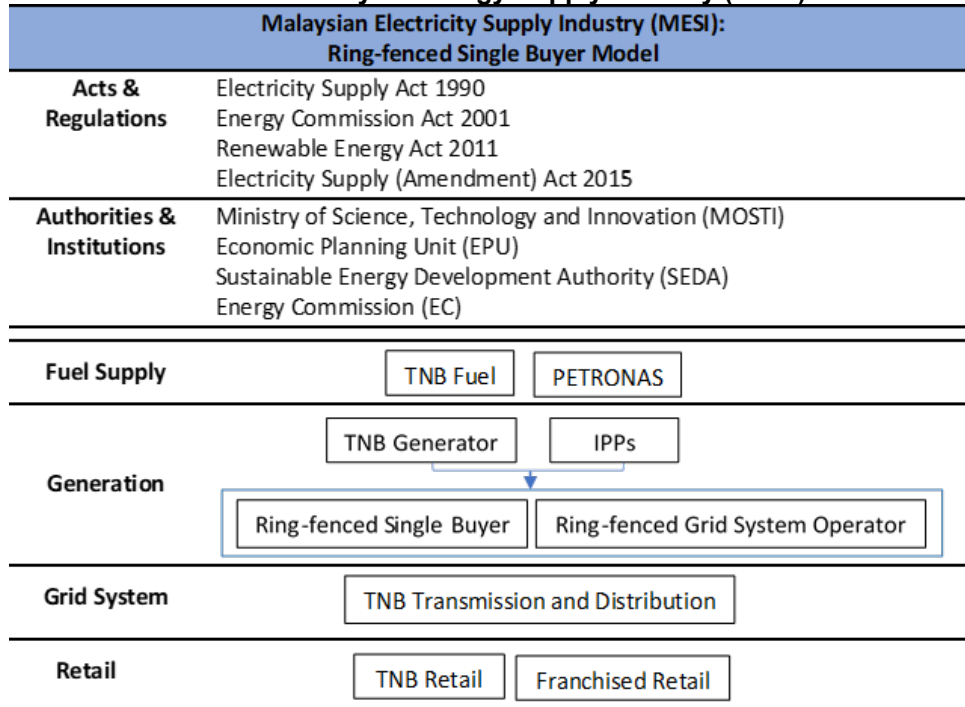 Malaysian Electricity Supply Industry (MESI):
Ring-fenced Single Buyer Model
Acts &
Regulations
Electricity Supply Act 1990
Energy Commission Act 2001
Renewable Energy Act 2011
Electricity Supply (Amendment) Act 2015
Authorities &
Institutions
Ministry of Science, Technology and Innovation (MOSTI)
Economic Planning Unit (EPU)
Sustainable Energy Development Authority (SEDA)
Energy Commission (EC)
Fuel Supply
TNB Fuel
PETRONAS
Generation
TNB Generator
IPPs
Ring-fenced Single Buyer
Ring-fenced Grid System Operator
Grid System
TNB Transmission and Distribution
Retail
TNB Retail
Franchised Retail